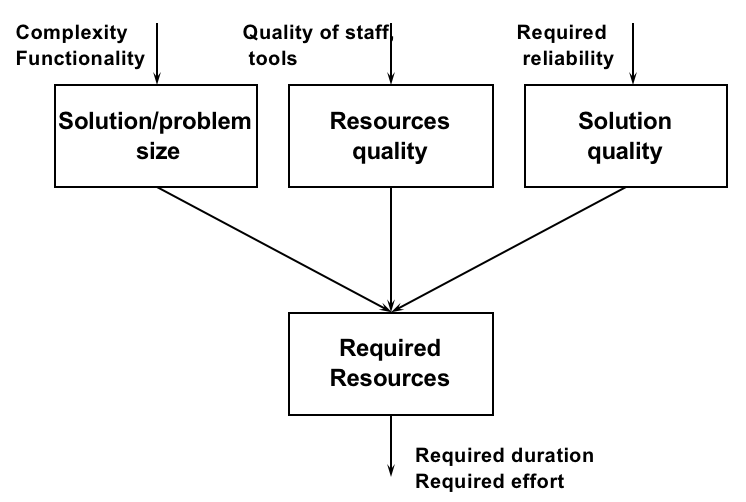 Complexity
Functionality
Quality of staff,
tools
Required
reliability
Solution/problem
size
Resources
quality
Solution
quality
Required
Resources
Required duration
Required effort